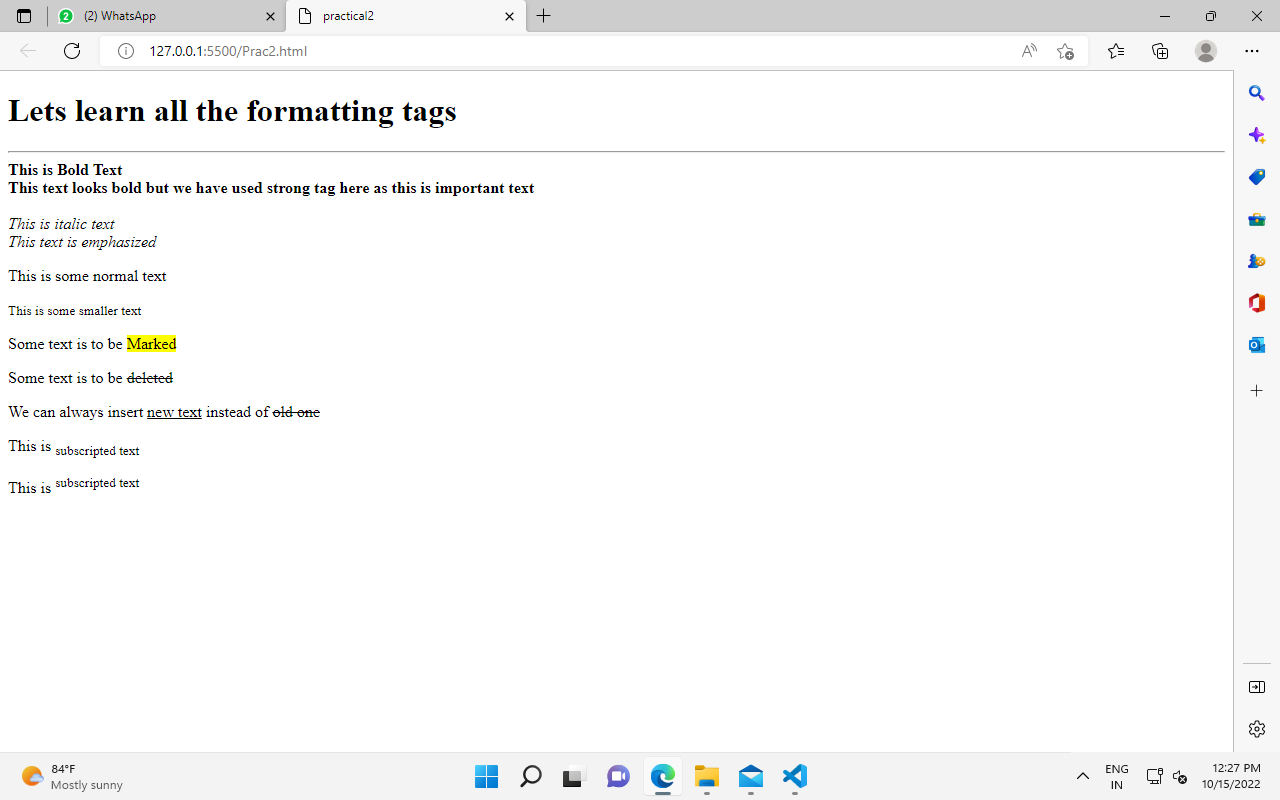 2
(2) WhatsApp
practical2
127.0.0.1:5500/Prac2.html
Lets learn all the formatting tags
This is Bold Text
This text looks bold but we have used strong tag here as this is important text
This is italic text
This text is emphasized
This is some normal text
This is some smaller text
Some text is to be Marked
Some text is to be deleted
We can always insert new text instead of old one
This is subscripted text
This is subscripted text
84°F
Mostly sunny
ENG
IN
12:27 PM
10/15/2022